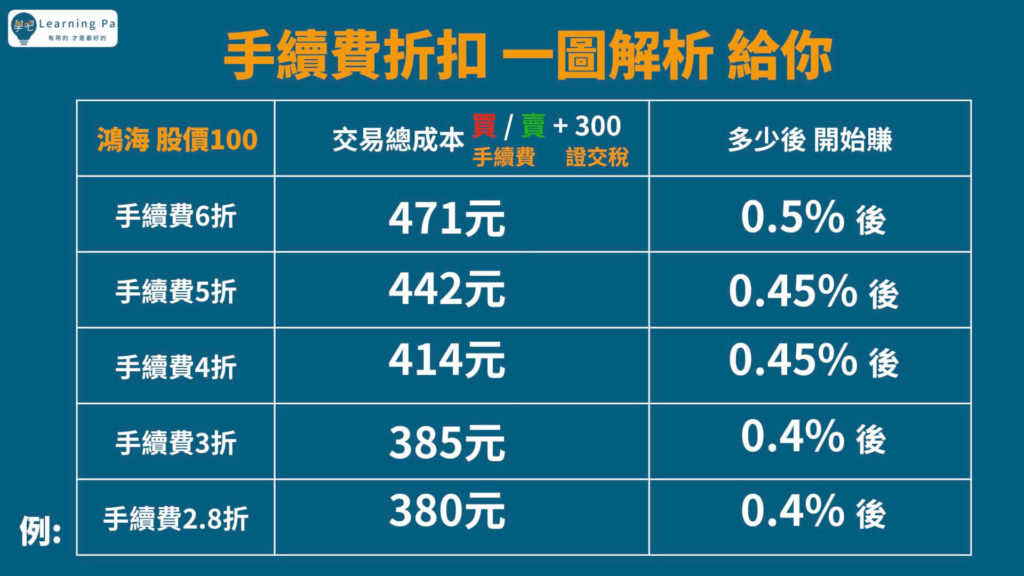 學吧 Learning Pa
有用的 才是最好的
手續費折扣 一圖解析 給你
鴻海 股價100
交易總成本 買 / 賣 + 300
手續費 證交稅
多少後 開始賺
手續費6折 471元 0.5% 後
手續費5折 442元 0.45% 後
手續費4折 414元 0.45% 後
手續費3折 385元 0.4% 後
例: 手續費2.8折 380元 0.4% 後